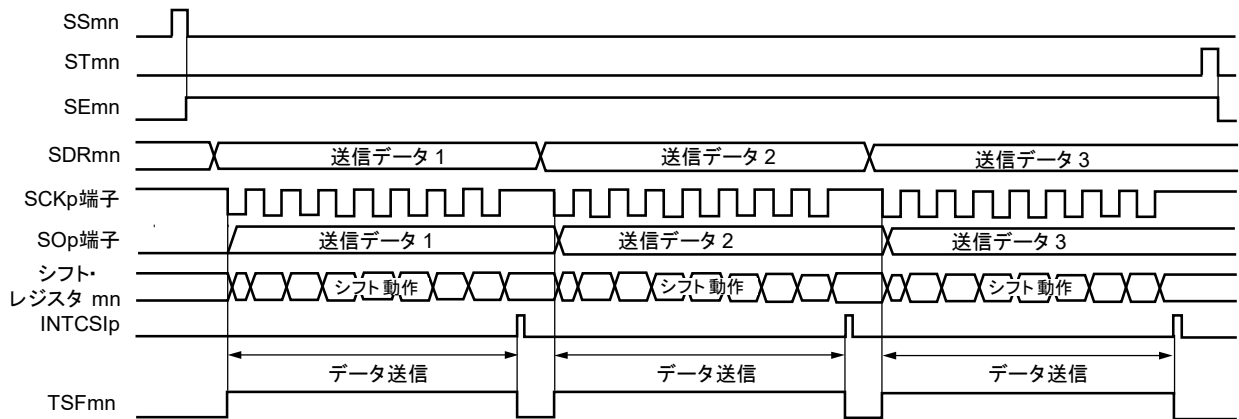 SSmn
STmn
SEmn
SDRmn 送信データ 1 送信データ 2 送信データ 3
SCKp端子
SOp端子 送信データ 1 送信データ 2 送信データ 3
シフト・
レジスタ mn シフト動作 シフト動作 シフト動作
INTCSIp
データ送信 データ送信 データ送信
TSFmn